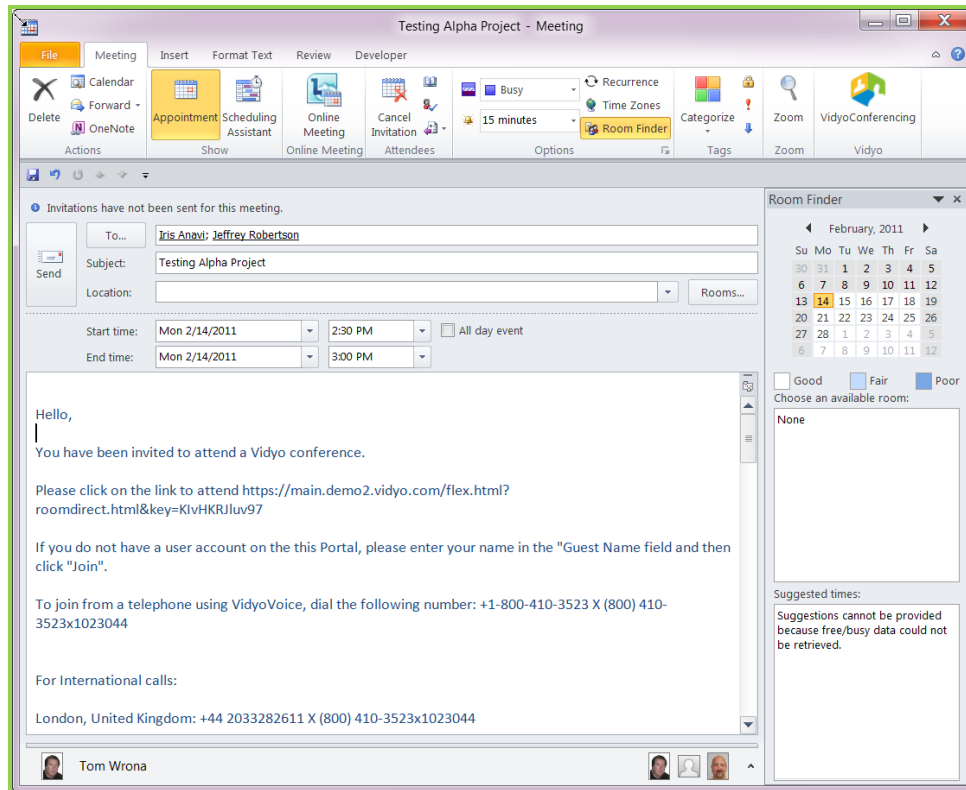 Testing Alpha Project - Meeting
File Meeting Insert Format Text Review Developer
Delete
Calendar
Forward
OneNote
Actions
Appointment
Scheduling
Assistant
Show
Online
Meeting
Online Meeting
Cancel
Invitation
Attendees
Busy
15 minutes
Recurrence
Time Zones
Room Finder
Options
Categorize
Tags
Zoom
Zoom
VidyoConferencing
Vidyo
Invitations have not been sent for this meeting.
Send
To... Iris Anavi; Jeffrey Robertson
Subject: Testing Alpha Project
Location: Rooms...
Start time: Mon 2/14/2011 2:30 PM All day event
End time: Mon 2/14/2011 3:00 PM
Hello,
You have been invited to attend a Vidyo conference.
Please click on the link to attend https://main.demo2.vidyo.com/flex.html?
roomdirect.html&key=KIvHKRJluv97
If you do not have a user account on the this Portal, please enter your name in the "Guest Name field and then
click "Join".
To join from a telephone using VidyoVoice, dial the following number: +1-800-410-3523 X (800) 410-
3523x1023044
For International calls:
London, United Kingdom: +44 2033282611 X (800) 410-3523x1023044
Tom Wrona
Room Finder
February, 2011
Su Mo Tu We Th Fr Sa
30 31 1 2 3 4 5
6 7 8 9 10 11 12
13 14 15 16 17 18 19
20 21 22 23 24 25 26
27 28 1 2 3 4 5
6 7 8 9 10 11 12
Good Fair Poor
Choose an available room:
None
Suggested times:
Suggestions cannot be provided
because free/busy data could not
be retrieved.